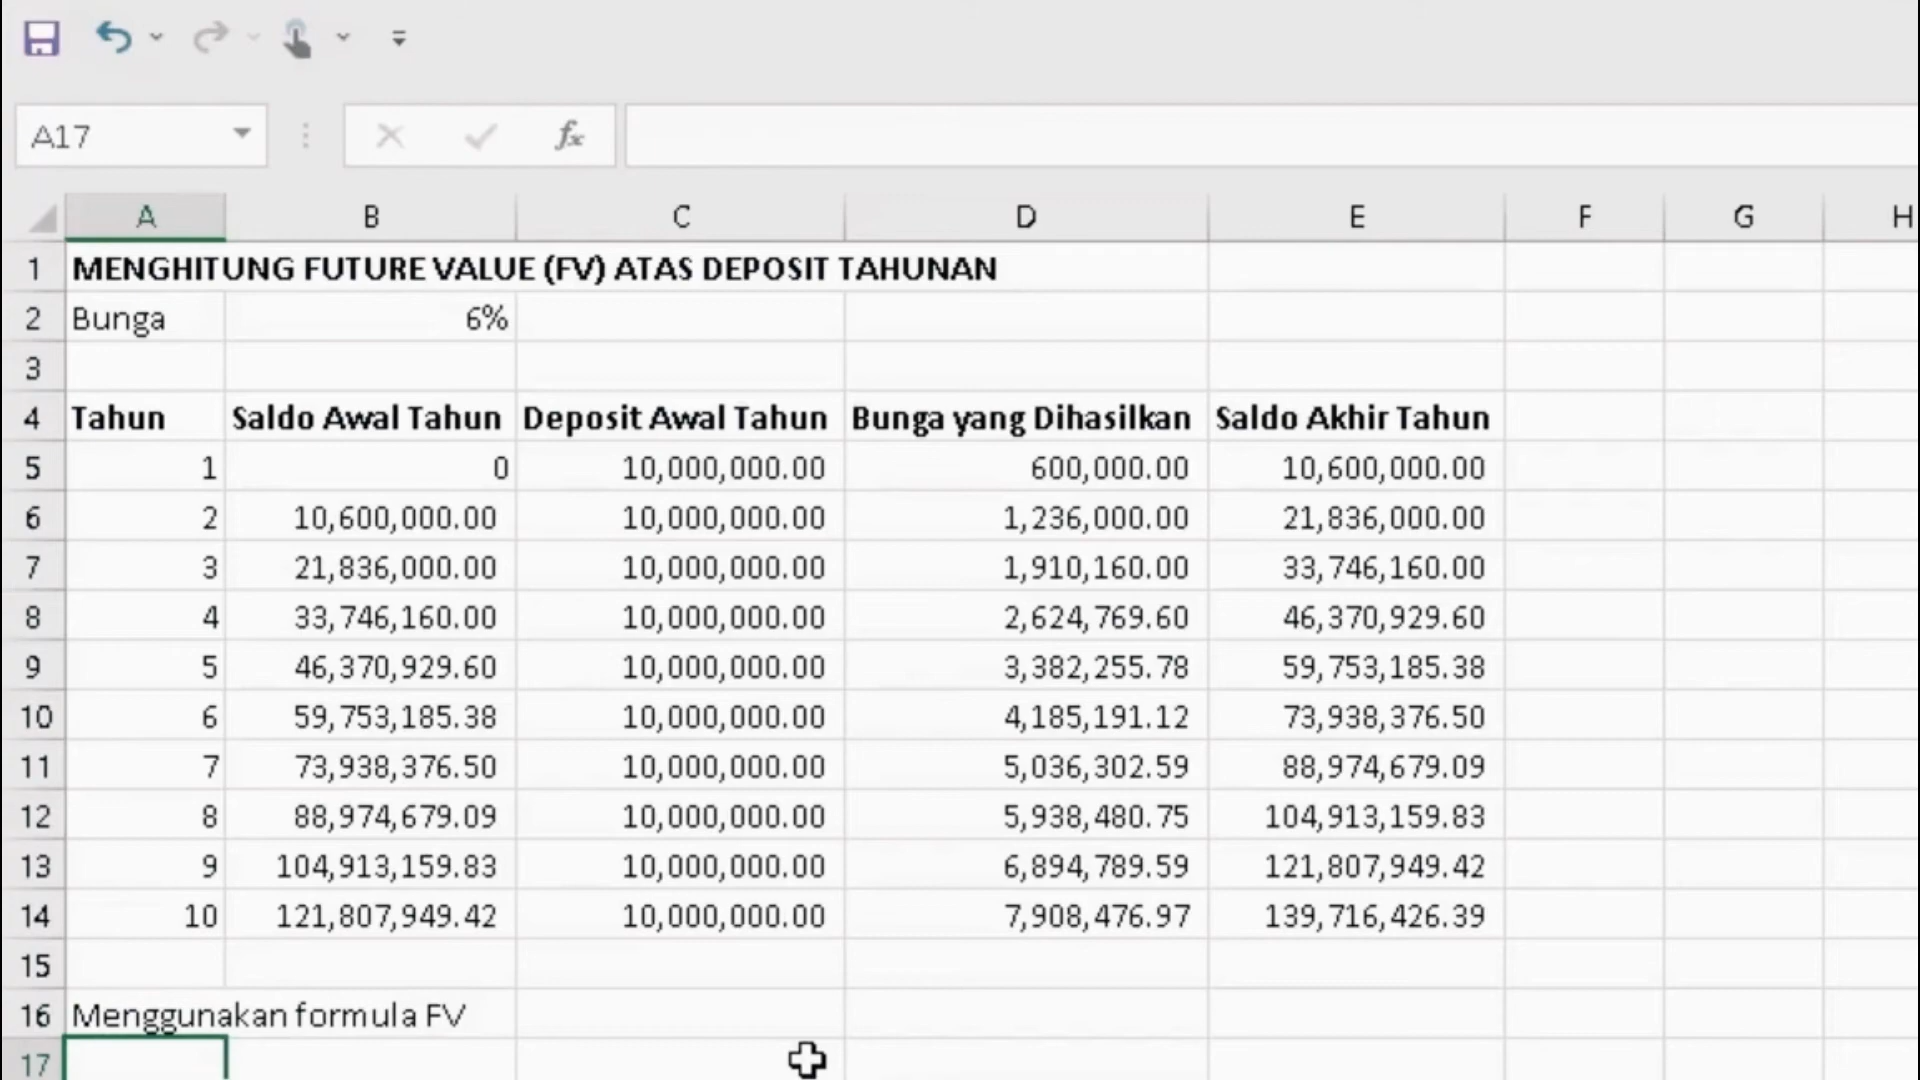 A17 fx
A B C D E F G H
1 MENGHITUNG FUTURE VALUE (FV) ATAS DEPOSIT TAHUNAN
2 Bunga 6%
3
4 Tahun Saldo Awal Tahun Deposit Awal Tahun Bunga yang Dihasilkan Saldo Akhir Tahun
5 1 0 10,000,000.00 600,000.00 10,600,000.00
6 2 10,600,000.00 10,000,000.00 1,236,000.00 21,836,000.00
7 3 21,836,000.00 10,000,000.00 1,910,160.00 33,746,160.00
8 4 33,746,160.00 10,000,000.00 2,624,769.60 46,370,929.60
9 5 46,370,929.60 10,000,000.00 3,382,255.78 59,753,185.38
10 6 59,753,185.38 10,000,000.00 4,185,191.12 73,938,376.50
11 7 73,938,376.50 10,000,000.00 5,036,302.59 88,974,679.09
12 8 88,974,679.09 10,000,000.00 5,938,480.75 104,913,159.83
13 9 104,913,159.83 10,000,000.00 6,894,789.59 121,807,949.42
14 10 121,807,949.42 10,000,000.00 7,908,476.97 139,716,426.39
15
16 Menggunakan formula FV
17